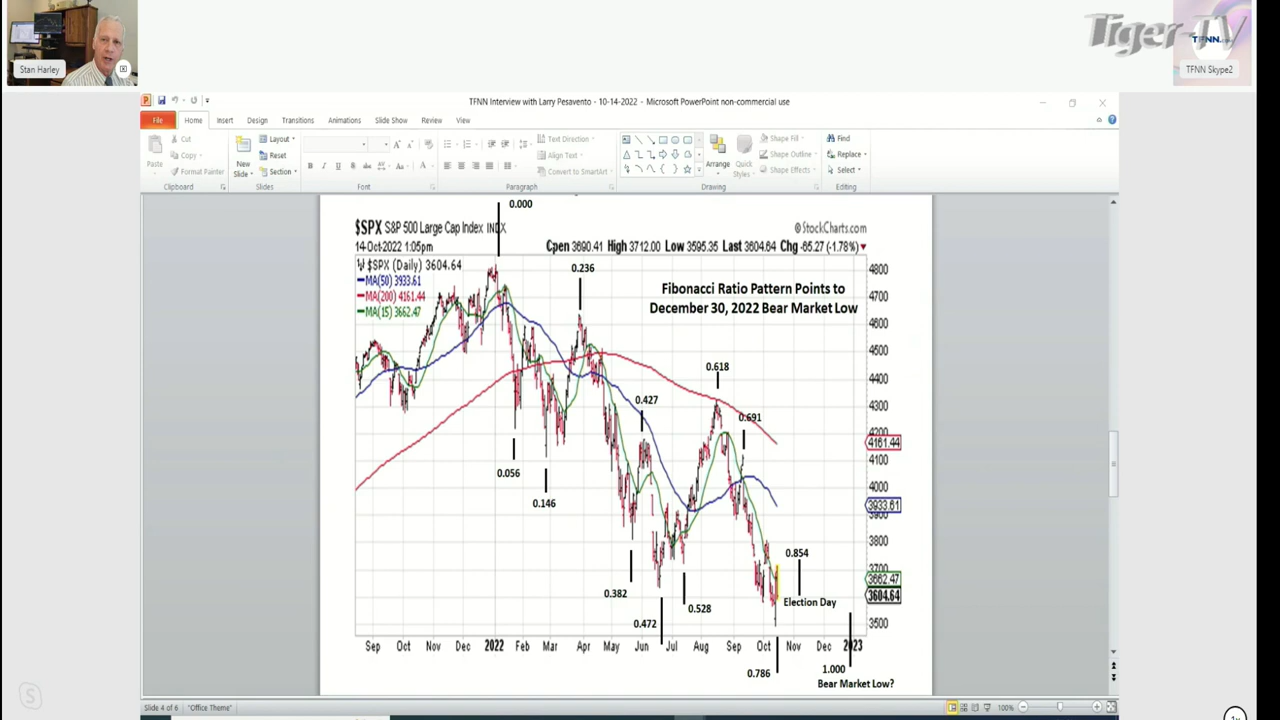 Stan Harley
Tiger-TV
TFNN
TFNN Skype2
TFNN Interview with Larry Pesavento - 10-14-2022 - Microsoft PowerPoint non-commercial use
File Home Insert Design Transitions Animations Slide Show Review View
Cut
Copy
Format Painter
Paste
Clipboard
New
Slide
Layout
Reset
Section
Slides
Font
Text Direction
Align Text
Convert to SmartArt
Paragraph
Arrange
Quick
Styles
Shape Fill
Shape Outline
Shape Effects
Drawing
Find
Replace
Select
Editing
0.000
$SPX S&P 500 Large Cap Index INDX
© StockCharts.com
14-Oct-2022 1:05pm
Open 3690.41 High 3712.00 Low 3595.35 Last 3604.64 Chg -65.27 (-1.78%)
$SPX (Daily) 3604.64
MA(50) 3933.61
MA(200) 4161.44
MA(15) 3662.47
Fibonacci Ratio Pattern Points to
December 30, 2022 Bear Market Low
0.236
0.618
0.427
0.691
0.056
0.146
0.382
0.472
0.528
0.854
Election Day
0.786
1.000
Bear Market Low?
4800
4700
4600
4500
4400
4300
4200
4161.44
4100
4000
3933.61
3900
3800
3700
3662.47
3604.64
3500
Sep Oct Nov Dec 2022 Feb Mar Apr Jun Jul Aug Sep Oct Nov Dec 2023
Slide 4 of 6 "Office Theme"
100%